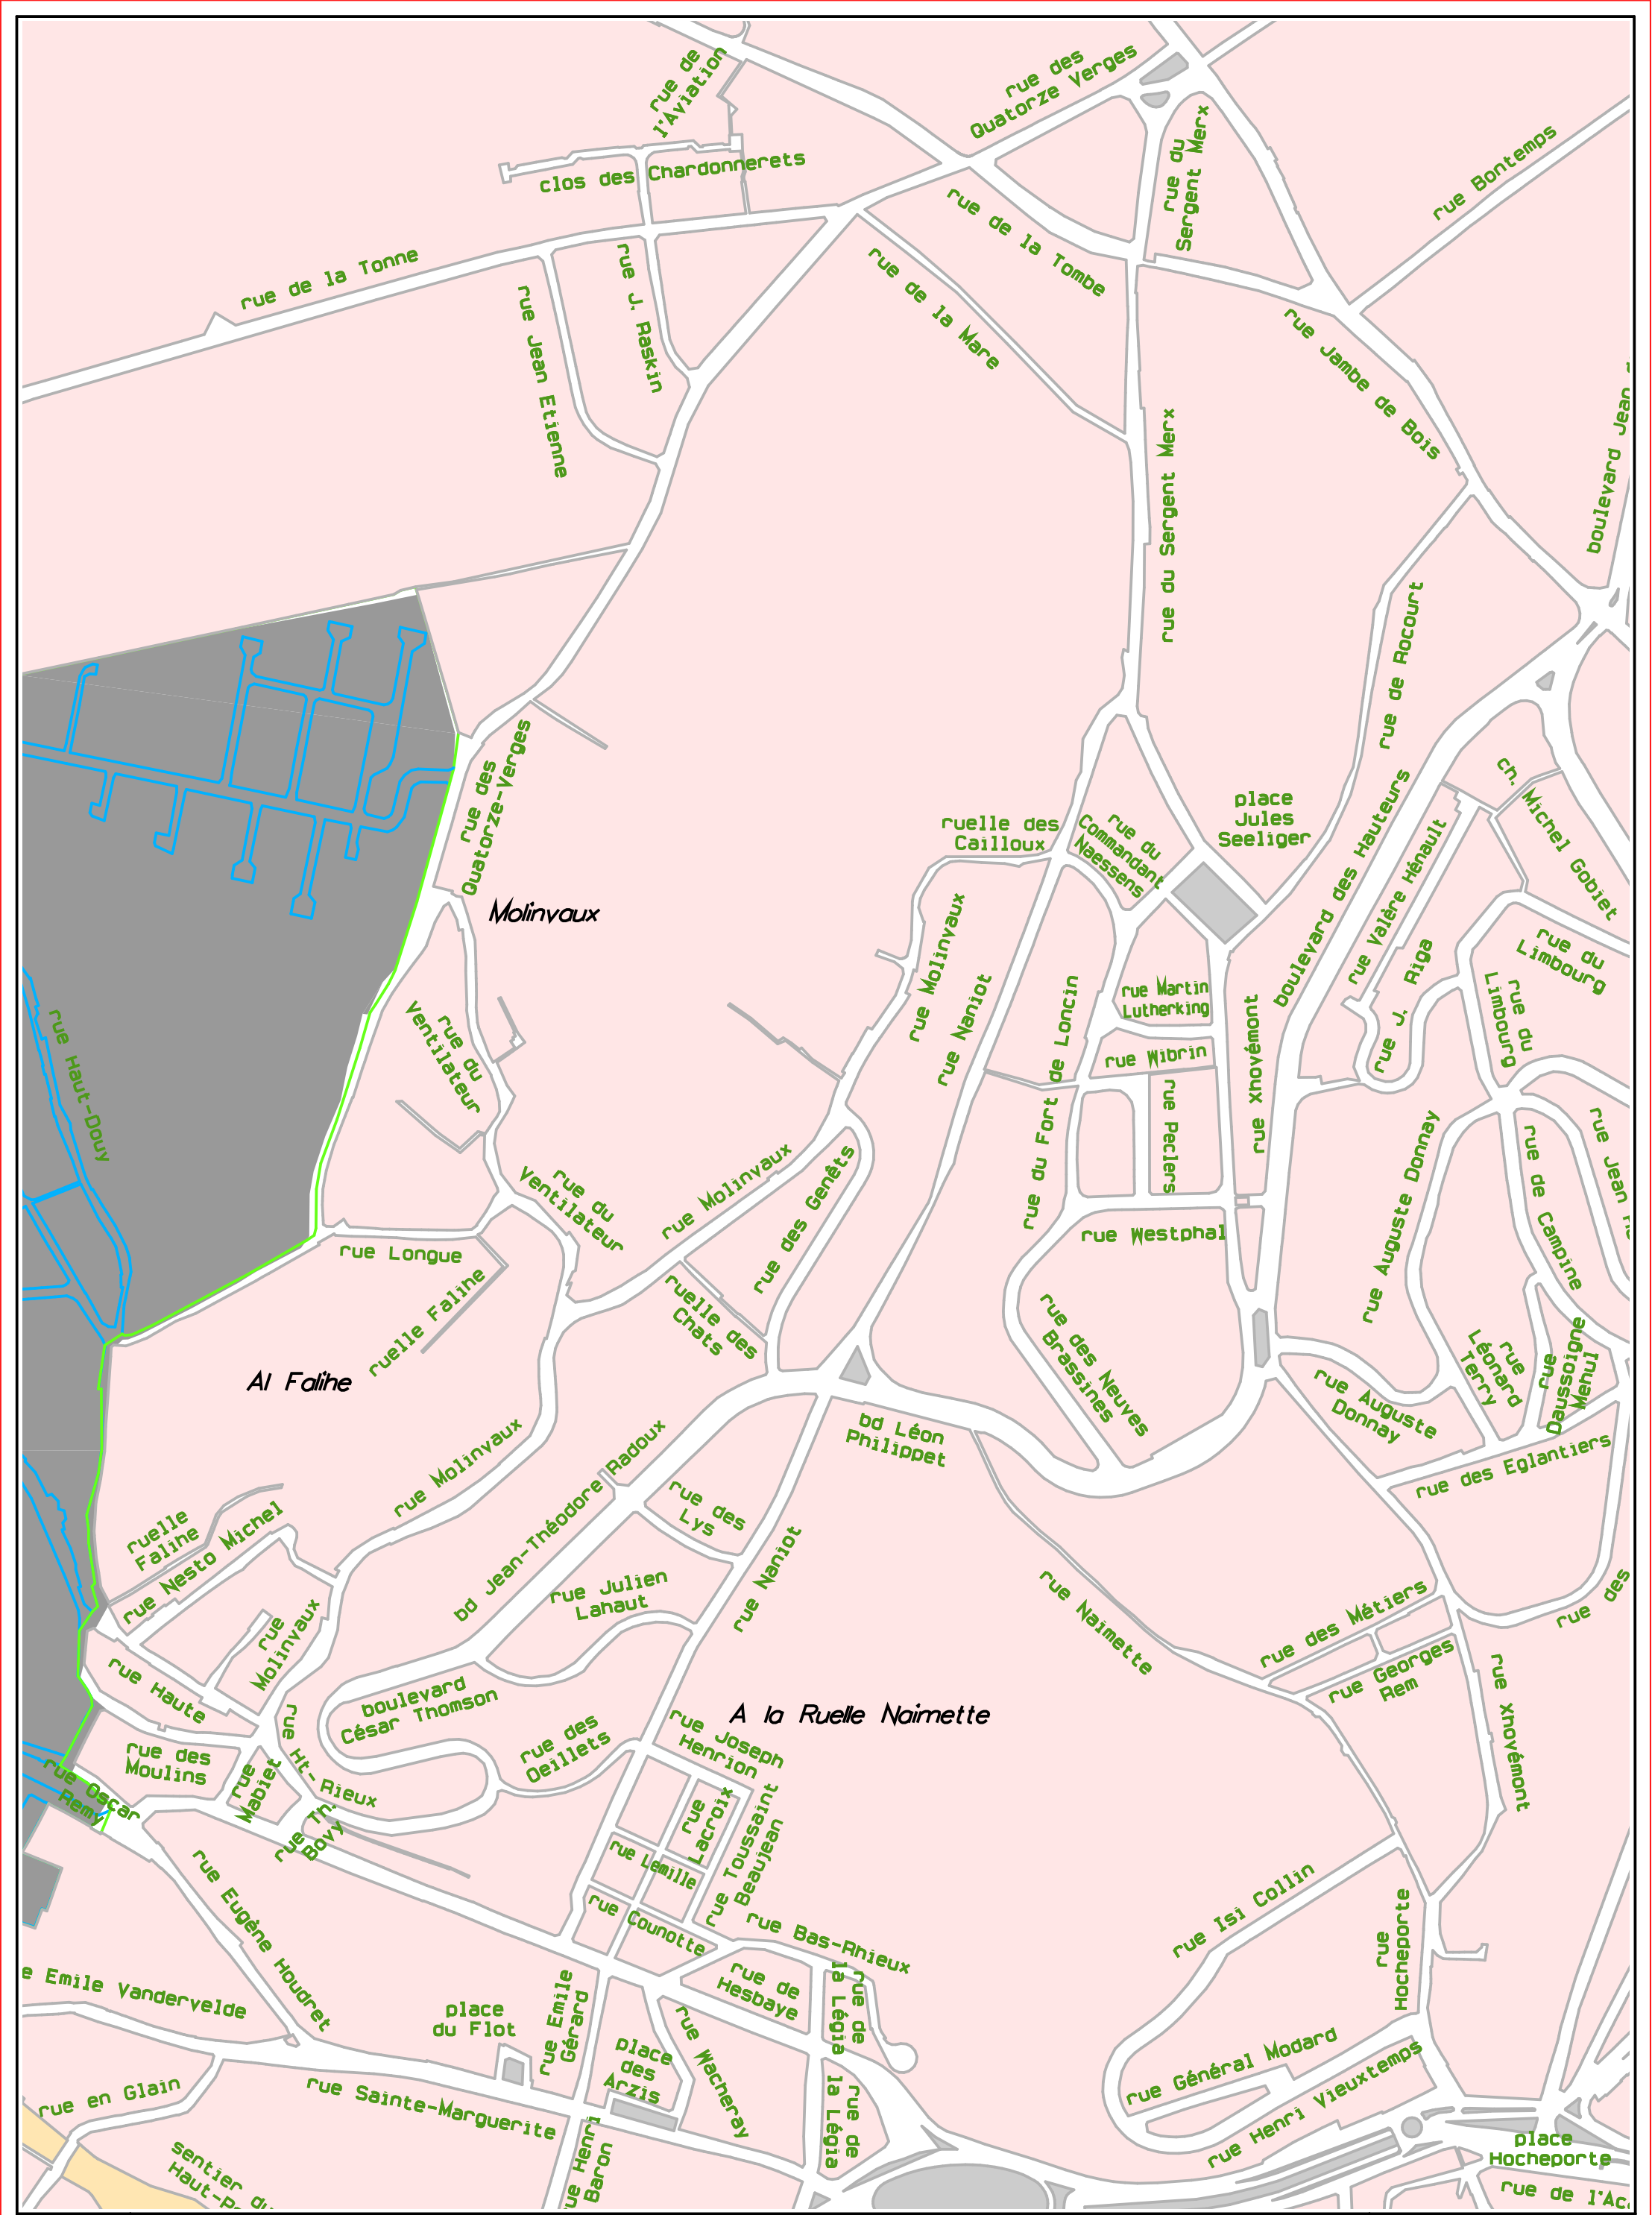 rue de
l'Aviation
rue des
Quatorze Verges
clos des Chardonnerets
rue du
Sergent Merx
rue Bontemps
rue de la Tonne
rue J. Raskin
rue Jean Etienne
rue de la Tombe
rue de la Mare
rue Jambe de Bois
boulevard Jean
rue du Sergent Merx
rue de Rocourt
rue des
Quatorze-Verges
Molinvaux
ruelle des
Cailloux
rue du
Commandant
Naessens
place
Jules
Seeliger
boulevard des Hauteurs
ch. Michel Gobiet
rue Valère Hénault
rue J. Riga
rue du
Limbourg
rue du
Limbourg
rue Molinvaux
rue Naniot
rue du Fort de Loncin
rue Martin
Lutherking
rue Wibrin
rue Peclers
rue Xhovémont
rue Haut-Douy
rue du
Ventilateur
rue du
Ventilateur
rue Molinvaux
rue des Genêts
rue Westphal
rue Auguste Donnay
rue de Campine
rue Jean
rue Longue
ruelle Faline
ruelle des
Chats
rue des Neuves
Brassines
Al Falihe
rue Auguste
Donnay
rue
Léonard
Terry
rue
Daussoigne
Mehul
bd Léon
Philippet
rue Molinvaux
bd Jean-Théodore Radoux
rue des Eglantiers
rue des
Lys
ruelle
Faline
rue Nesto Michel
rue Naniot
rue Julien
Lahaut
rue Naimette
rue des Métiers
rue des
rue
Molinvaux
rue Georges
Rem
rue Xhovémont
rue Haute
boulevard
César Thomson
A la Ruelle Naimette
rue des
Oeillets
rue Joseph
Henrion
rue des
Moulins
rue
Mabiet
rue Ht.-Rieux
rue Oscar
Remy
rue Th.
Bovy
rue
Lacroix
rue Toussaint
Beaujean
rue Lemille
rue Counotte
rue Bas-Rhieux
rue Eugène Houdret
rue Isi Collin
rue
Hocheporte
e Emile Vandervelde
place
du Flot
rue Emile
Gérard
rue de
Hesbaye
rue de
la Légia
place
des
Arzis
rue Wacheray
rue Général Modard
rue Henri Vieuxtemps
rue en Glain
rue Sainte-Marguerite
rue de
la Légia
rue Henri
Baron
sentier du
place
Hocheporte
rue de l'Ac